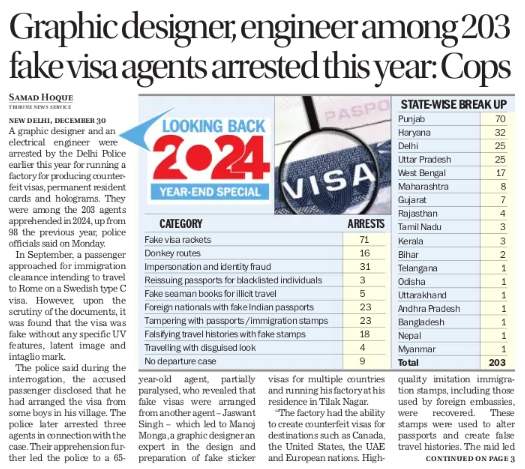 Graphic designer, engineer among 203
fake visa agents arrested this year: Cops
SAMAD HOQUE
TRIBUNE NEWS SERVICE
NEW DELHI, DECEMBER 30
A graphic designer and an
electrical engineer were
arrested by the Delhi Police
earlier this year for running a
factory for producing counter-
feit visas, permanent resident
cards and holograms. They
were among the 203 agents
apprehended in 2024, up from
98 the previous year, police
officials said on Monday.
In September, a passenger
approached for immigration
clearance intending to travel
to Rome on a Swedish type C
visa. However, upon the
scrutiny of the documents, it
was found that the visa was
fake without any specific UV
features, latent image and
intaglio mark.
The police said during the
interrogation, the accused
passenger disclosed that he
had arranged the visa from
some boys in his village. The
police later arrested three
agents in connection with the
case. Their apprehension fur-
ther led the police to a 65-
LOOKING BACK
2024
YEAR-END SPECIAL
PASPO
VISA
CATEGORY ARRESTS
Fake visa rackets 71
Donkey routes 16
Impersonation and identity fraud 31
Reissuing passports for blacklisted individuals 3
Fake seaman books for illicit travel 5
Foreign nationals with fake Indian passports 23
Tampering with passports/immigration stamps 23
Falsifying travel histories with fake stamps 18
Travelling with disguised look 4
No departure case 9
STATE-WISE BREAK UP
Punjab 70
Haryana 32
Delhi 25
Uttar Pradesh 25
West Bengal 17
Maharashtra 8
Gujarat 7
Rajasthan 4
Tamil Nadu 3
Kerala 3
Bihar 2
Telangana 1
Odisha 1
Uttarakhand 1
Andhra Pradesh 1
Bangladesh 1
Nepal 1
Myanmar 1
Total 203
year-old agent, partially
paralysed, who revealed that
fake visas were arranged
from another agent – Jaswant
Singh – which led to Manoj
Monga, a graphic designer an
expert in the design and
preparation of fake sticker
visas for multiple countries
and running his factory at his
residence in Tilak Nagar.
"The factory had the ability
to create counterfeit visas for
destinations such as Canada,
the United States, the UAE
and European nations. High-
quality imitation immigra-
tion stamps, including those
used by foreign embassies,
were recovered. These
stamps were used to alter
passports and create false
travel histories. The raid led
CONTINUED ON PAGE 3